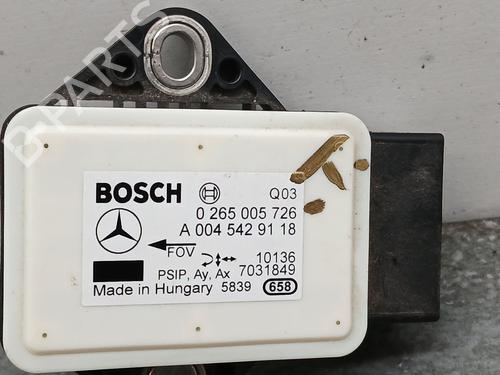 B-PARTS
BOSCH Q03
0 265 005 726
A 004 542 91 18
FOV 10136
PSIP, Ay, Ax 7031849
Made in Hungary 5839 658